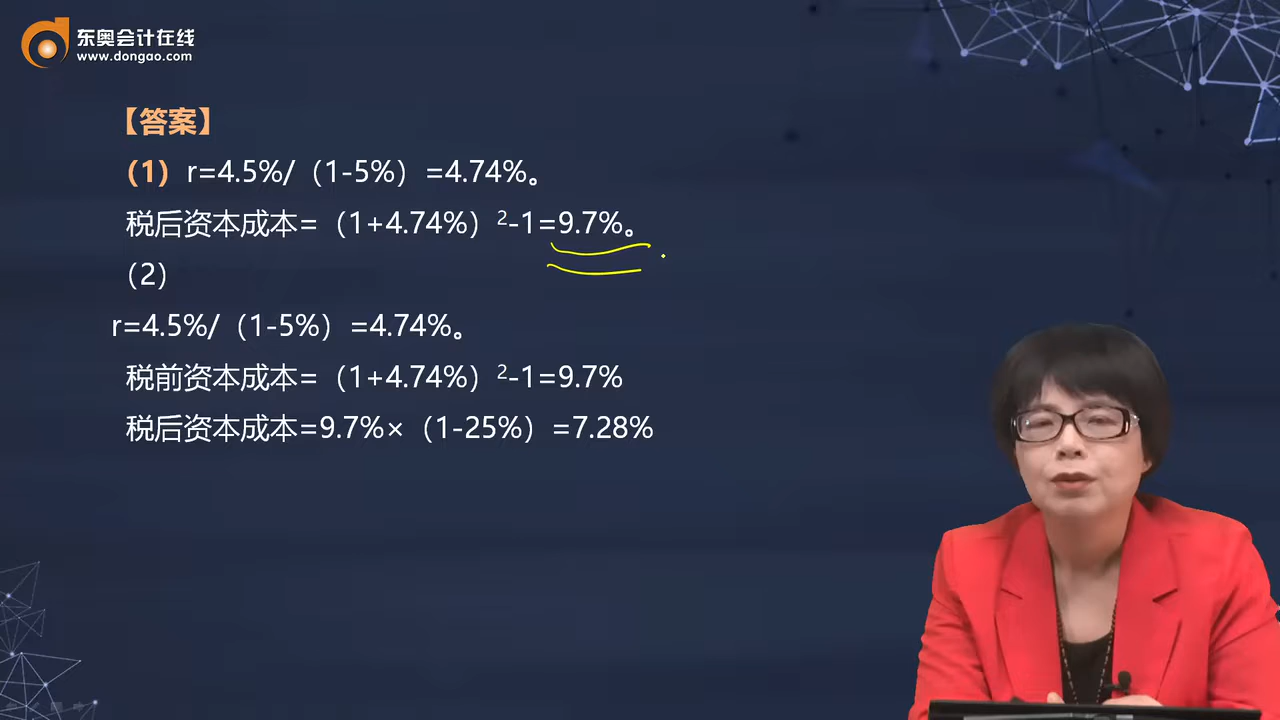 东奥会计在线
www.dongao.com
【答案】
（1）r=4.5%/（1-5%）=4.74%。
税后资本成本=（1+4.74%）²-1=9.7%。
（2）
r=4.5%/（1-5%）=4.74%。
税前资本成本=（1+4.74%）²-1=9.7%
税后资本成本=9.7%×（1-25%）=7.28%